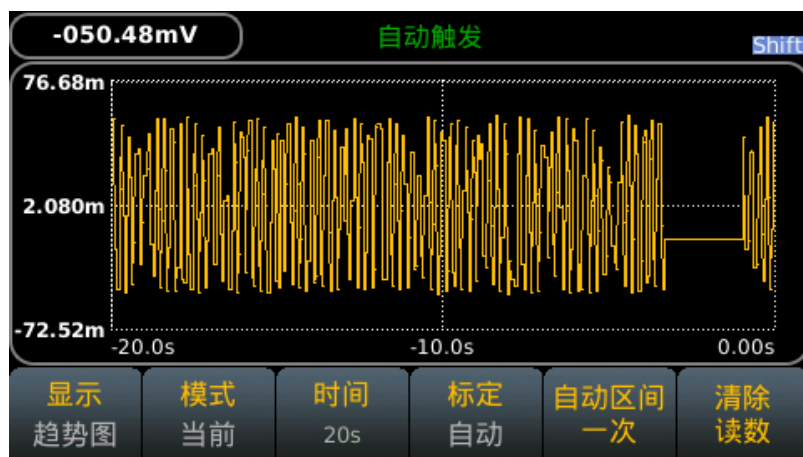 -050.48mV
自动触发
Shift
76.68m
2.080m
-72.52m
-20.0s
-10.0s
0.00s
显示
趋势图
模式
当前
时间
20s
标定
自动
自动区间
一次
清除
读数